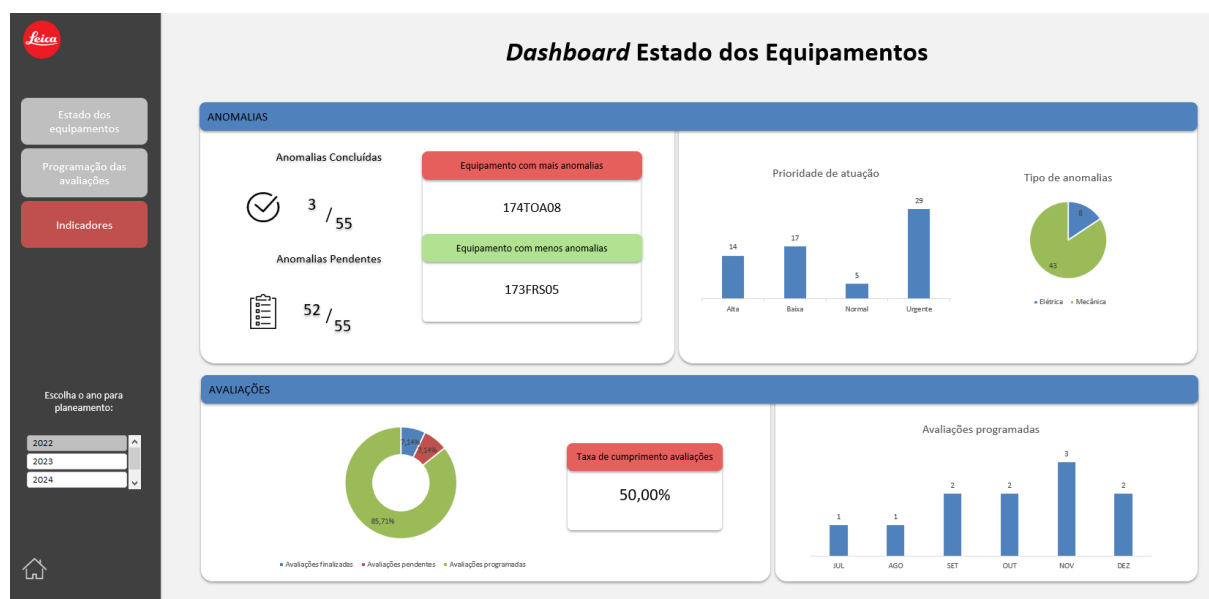 Leica
Dashboard Estado dos Equipamentos
Estado dos
equipamentos
Programação das
avaliações
Indicadores
Escolha o ano para
planeamento:
2022
2023
2024
ANOMALIAS
Anomalias Concluídas
3 / 55
Anomalias Pendentes
52 / 55
Equipamento com mais anomalias
174TOA08
Equipamento com menos anomalias
173FRS05
Prioridade de atuação
14
17
5
29
Alta
Baixa
Normal
Urgente
Tipo de anomalias
8
43
Elétrica
Mecânica
AVALIAÇÕES
7,14%
7,14%
85,71%
Avaliações finalizadas
Avaliações pendentes
Avaliações programadas
Taxa de cumprimento avaliações
50,00%
Avaliações programadas
1
1
2
2
3
2
JUL
AGO
SET
OUT
NOV
DEZ